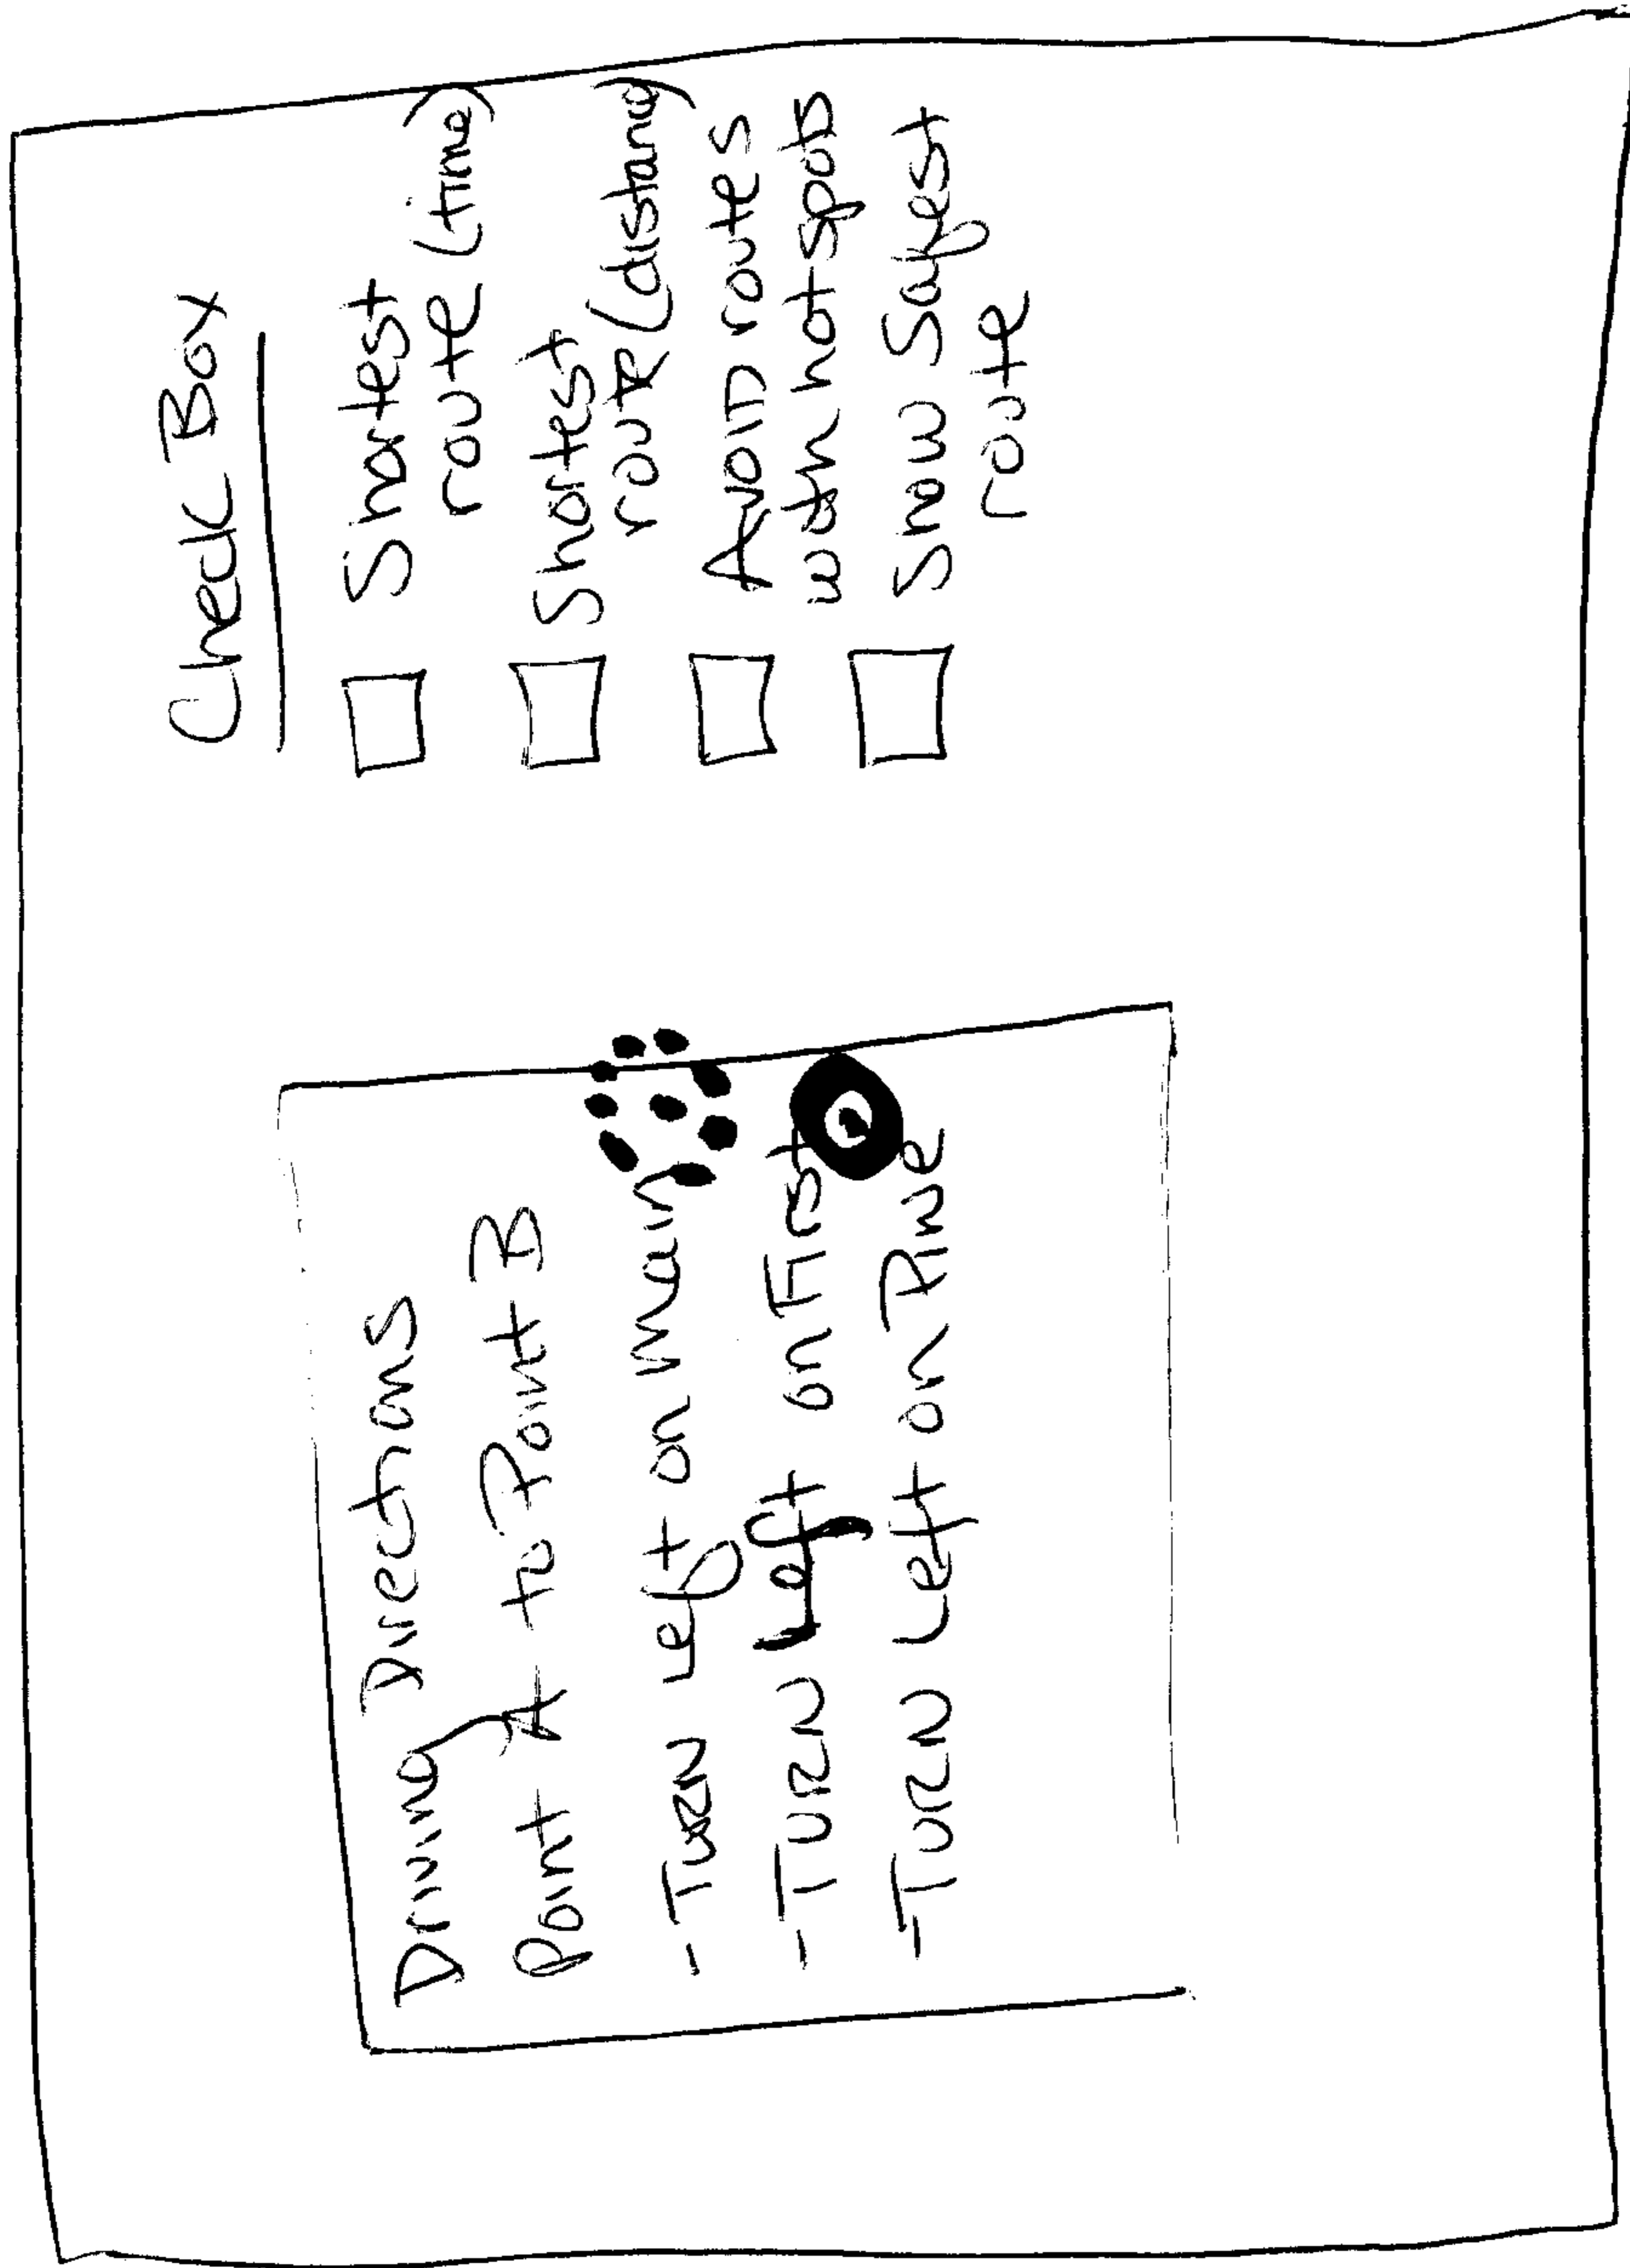 Driving Directions
Point A to Point B
-TURN Left on main
-TURN Left on First
-TURN Left on Pine
Check Box
Shortest
route (time)
Shortest
route (distance)
AVOID routes
with hotspots
Show Safest
route